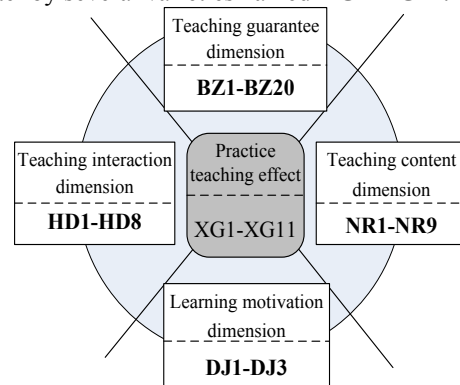 Teaching guarantee
dimension
BZ1-BZ20
Teaching interaction
dimension
HD1-HD8
Practice
teaching effect
XG1-XG11
Teaching content
dimension
NR1-NR9
Learning motivation
dimension
DJ1-DJ3